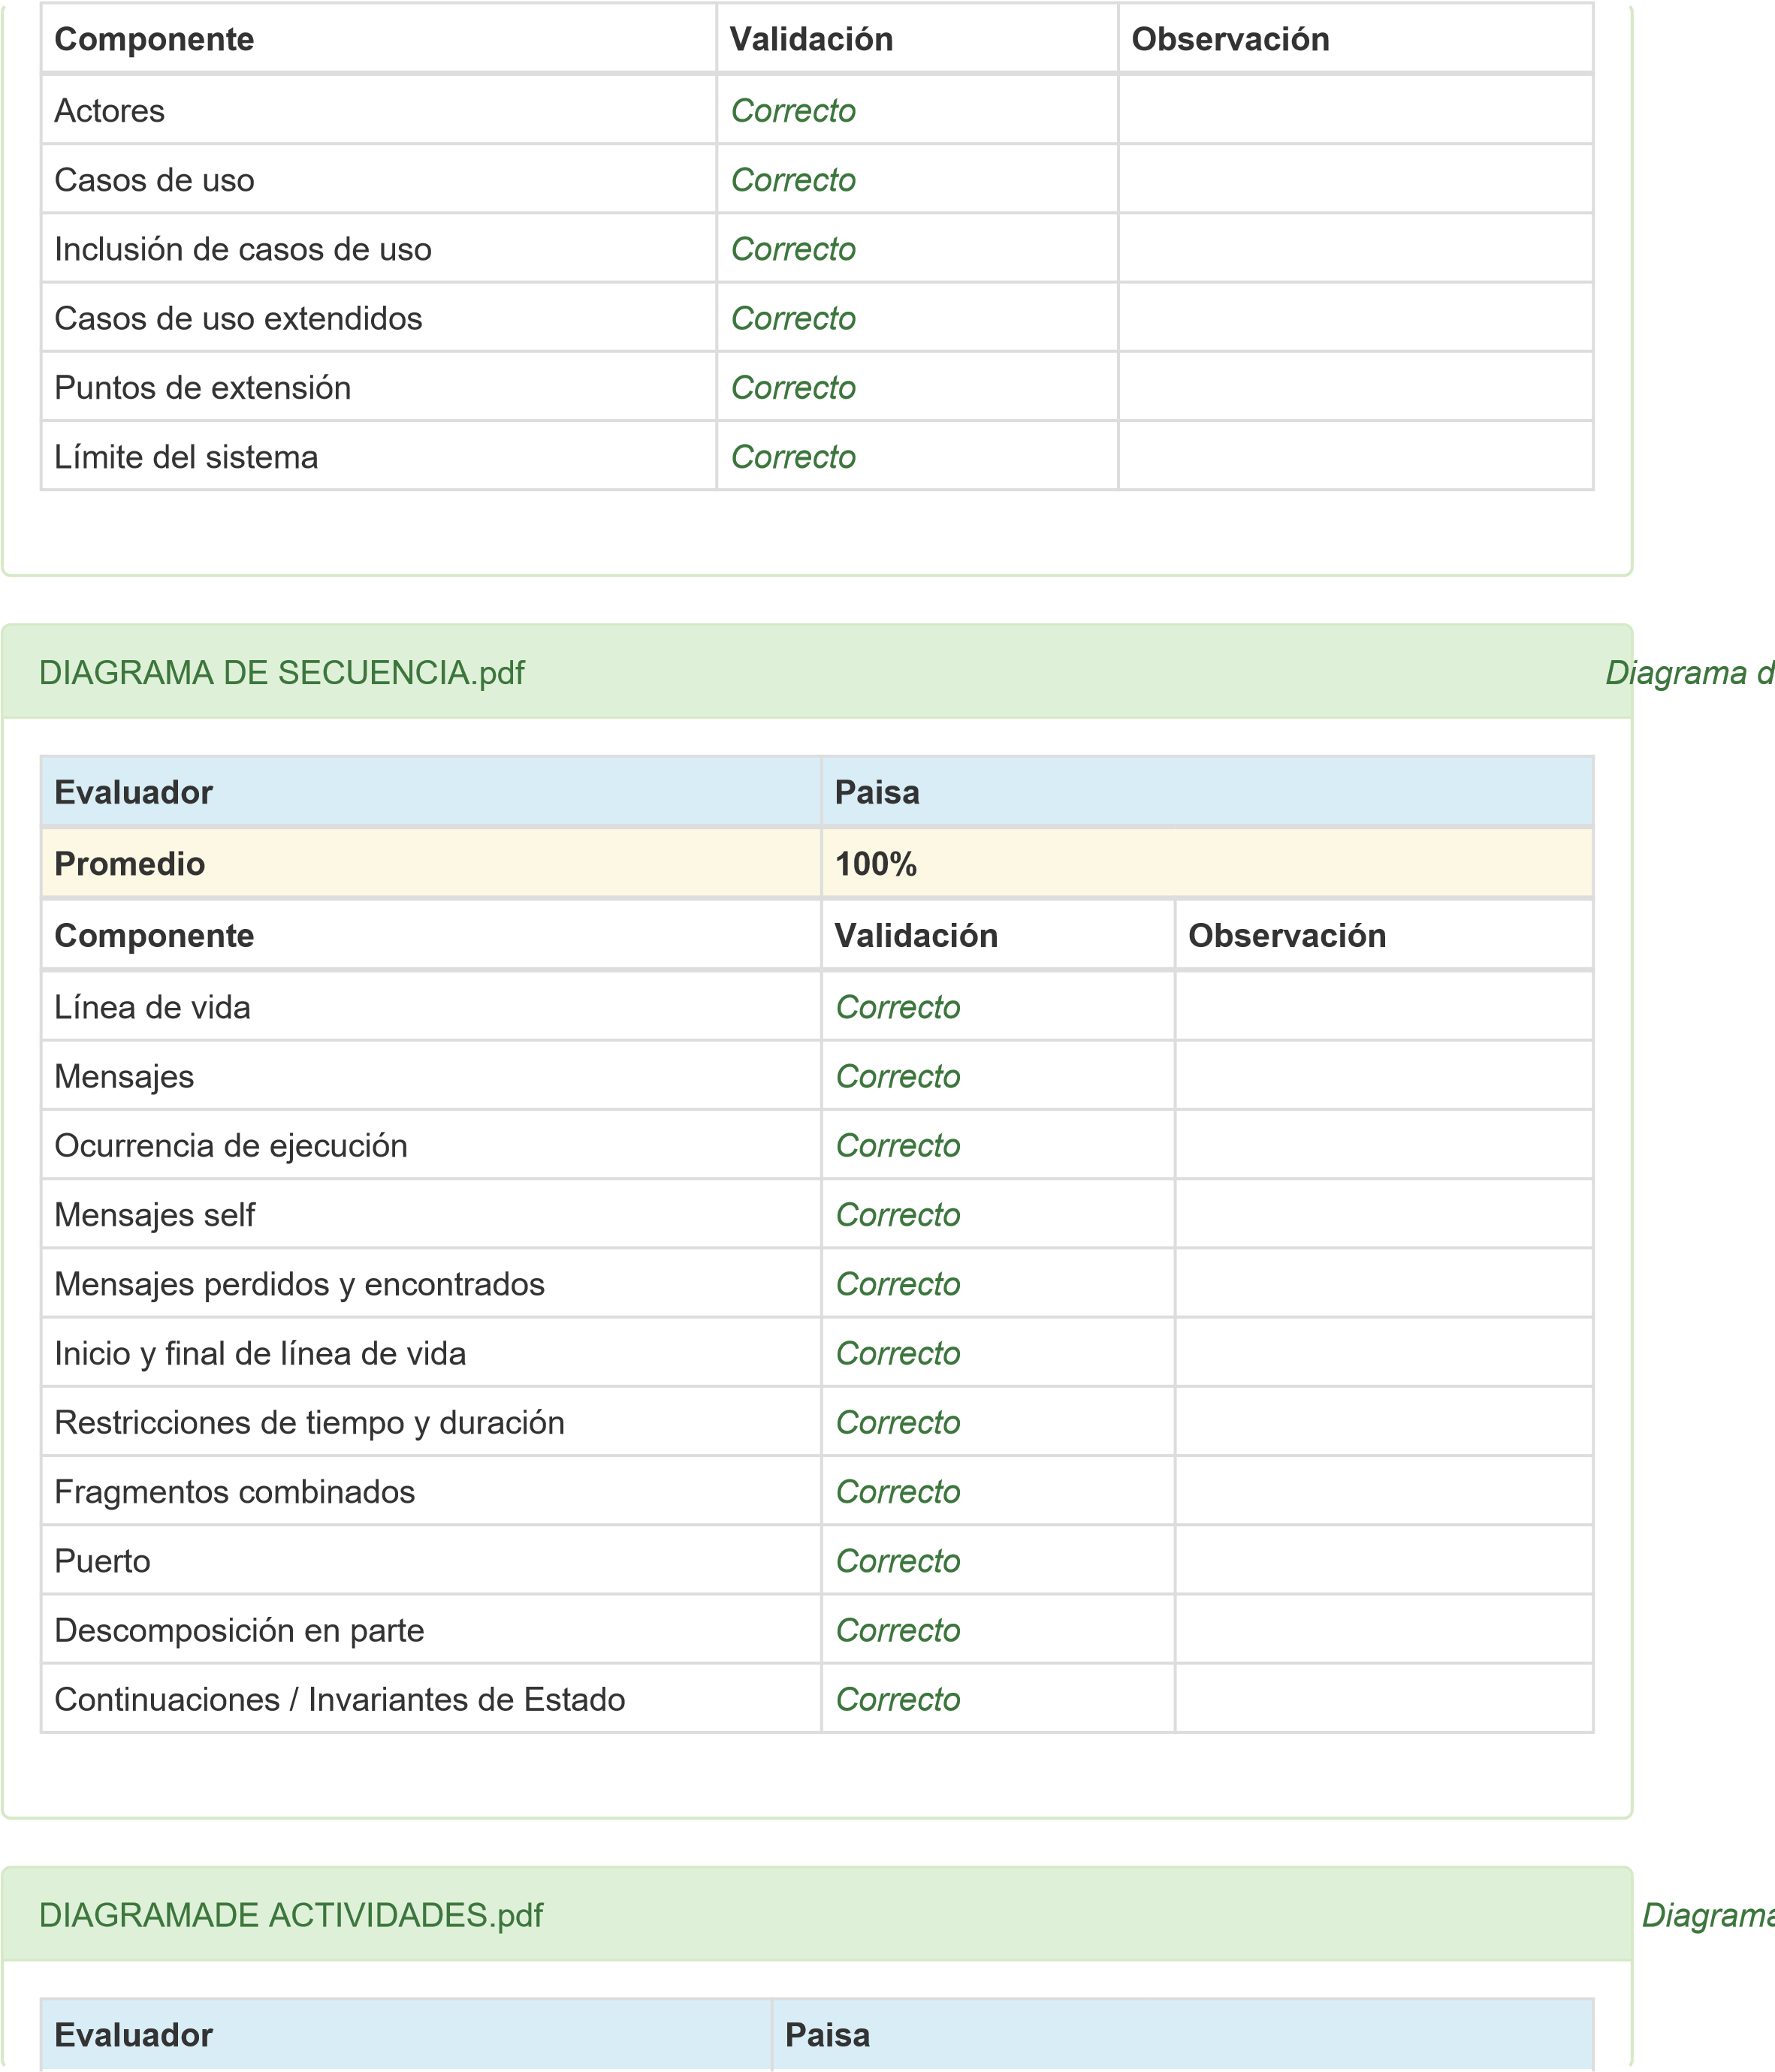 Componente Validación Observación
Actores Correcto
Casos de uso Correcto
Inclusión de casos de uso Correcto
Casos de uso extendidos Correcto
Puntos de extensión Correcto
Límite del sistema Correcto
DIAGRAMA DE SECUENCIA.pdf Diagrama d
Evaluador Paisa
Promedio 100%
Componente Validación Observación
Línea de vida Correcto
Mensajes Correcto
Ocurrencia de ejecución Correcto
Mensajes self Correcto
Mensajes perdidos y encontrados Correcto
Inicio y final de línea de vida Correcto
Restricciones de tiempo y duración Correcto
Fragmentos combinados Correcto
Puerto Correcto
Descomposición en parte Correcto
Continuaciones / Invariantes de Estado Correcto
DIAGRAMADE ACTIVIDADES.pdf Diagrama
Evaluador Paisa